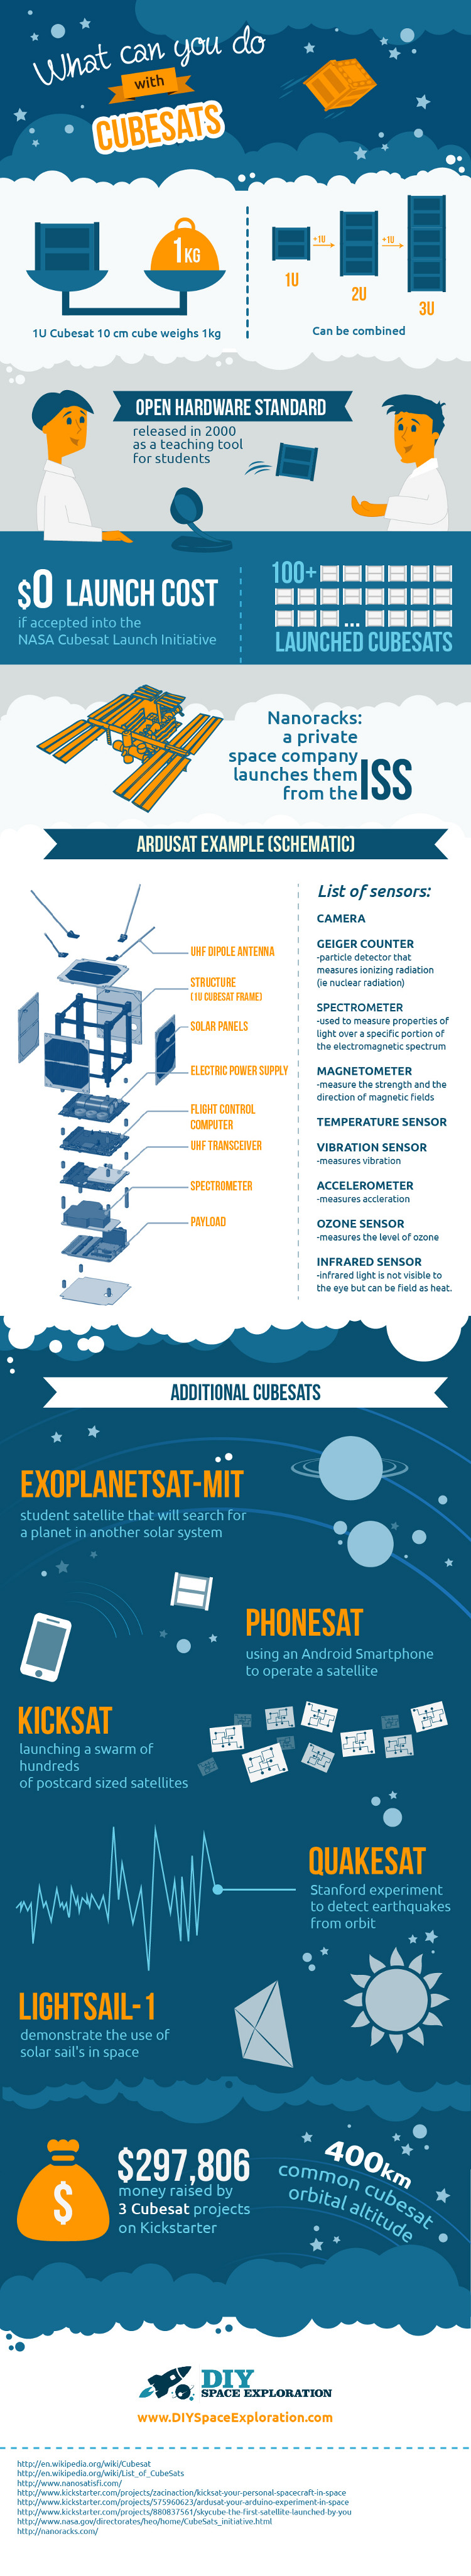 What can you do
with
CUBESATS
1KG
1U Cubesat 10 cm cube weighs 1kg
+1U
+1U
1U
2U
3U
Can be combined
OPEN HARDWARE STANDARD
released in 2000
as a teaching tool
for students
$0 LAUNCH COST
if accepted into the
NASA Cubesat Launch Initiative
100+
...
LAUNCHED CUBESATS
Nanoracks:
a private
space company
launches them
from the ISS
ARDUSAT EXAMPLE (SCHEMATIC)
UHF DIPOLE ANTENNA
STRUCTURE
(1U CUBESAT FRAME)
SOLAR PANELS
ELECTRIC POWER SUPPLY
FLIGHT CONTROL
COMPUTER
UHF TRANSCEIVER
SPECTROMETER
PAYLOAD
List of sensors:
CAMERA
GEIGER COUNTER
-particle detector that
measures ionizing radiation
(ie nuclear radiation)
SPECTROMETER
-used to measure properties of
light over a specific portion of
the electromagnetic spectrum
MAGNETOMETER
-measure the strength and the
direction of magnetic fields
TEMPERATURE SENSOR
VIBRATION SENSOR
-measures vibration
ACCELEROMETER
-measures accleration
OZONE SENSOR
-measures the level of ozone
INFRARED SENSOR
-infrared light is not visible to
the eye but can be field as heat.
ADDITIONAL CUBESATS
EXOPLANETSAT-MIT
student satellite that will search for
a planet in another solar system
PHONESAT
using an Android Smartphone
to operate a satellite
KICKSAT
launching a swarm of
hundreds
of postcard sized satellites
QUAKESAT
Stanford experiment
to detect earthquakes
from orbit
LIGHTSAIL-1
demonstrate the use of
solar sail's in space
$
$297,806
money raised by
3 Cubesat projects
on Kickstarter
400km
common cubesat
orbital altitude
DIY
SPACE EXPLORATION
www.DIYSpaceExploration.com
http://en.wikipedia.org/wiki/Cubesat
http://en.wikipedia.org/wiki/List_of_CubeSats
http://www.nanosatisfi.com/
http://www.kickstarter.com/projects/zacinaction/kicksat-your-personal-spacecraft-in-space
http://www.kickstarter.com/projects/575960623/ardusat-your-arduino-experiment-in-space
http://www.kickstarter.com/projects/880837561/skycube-the-first-satellite-launched-by-you
http://www.nasa.gov/directorates/heo/home/CubeSats_initiative.html
http://nanoracks.com/